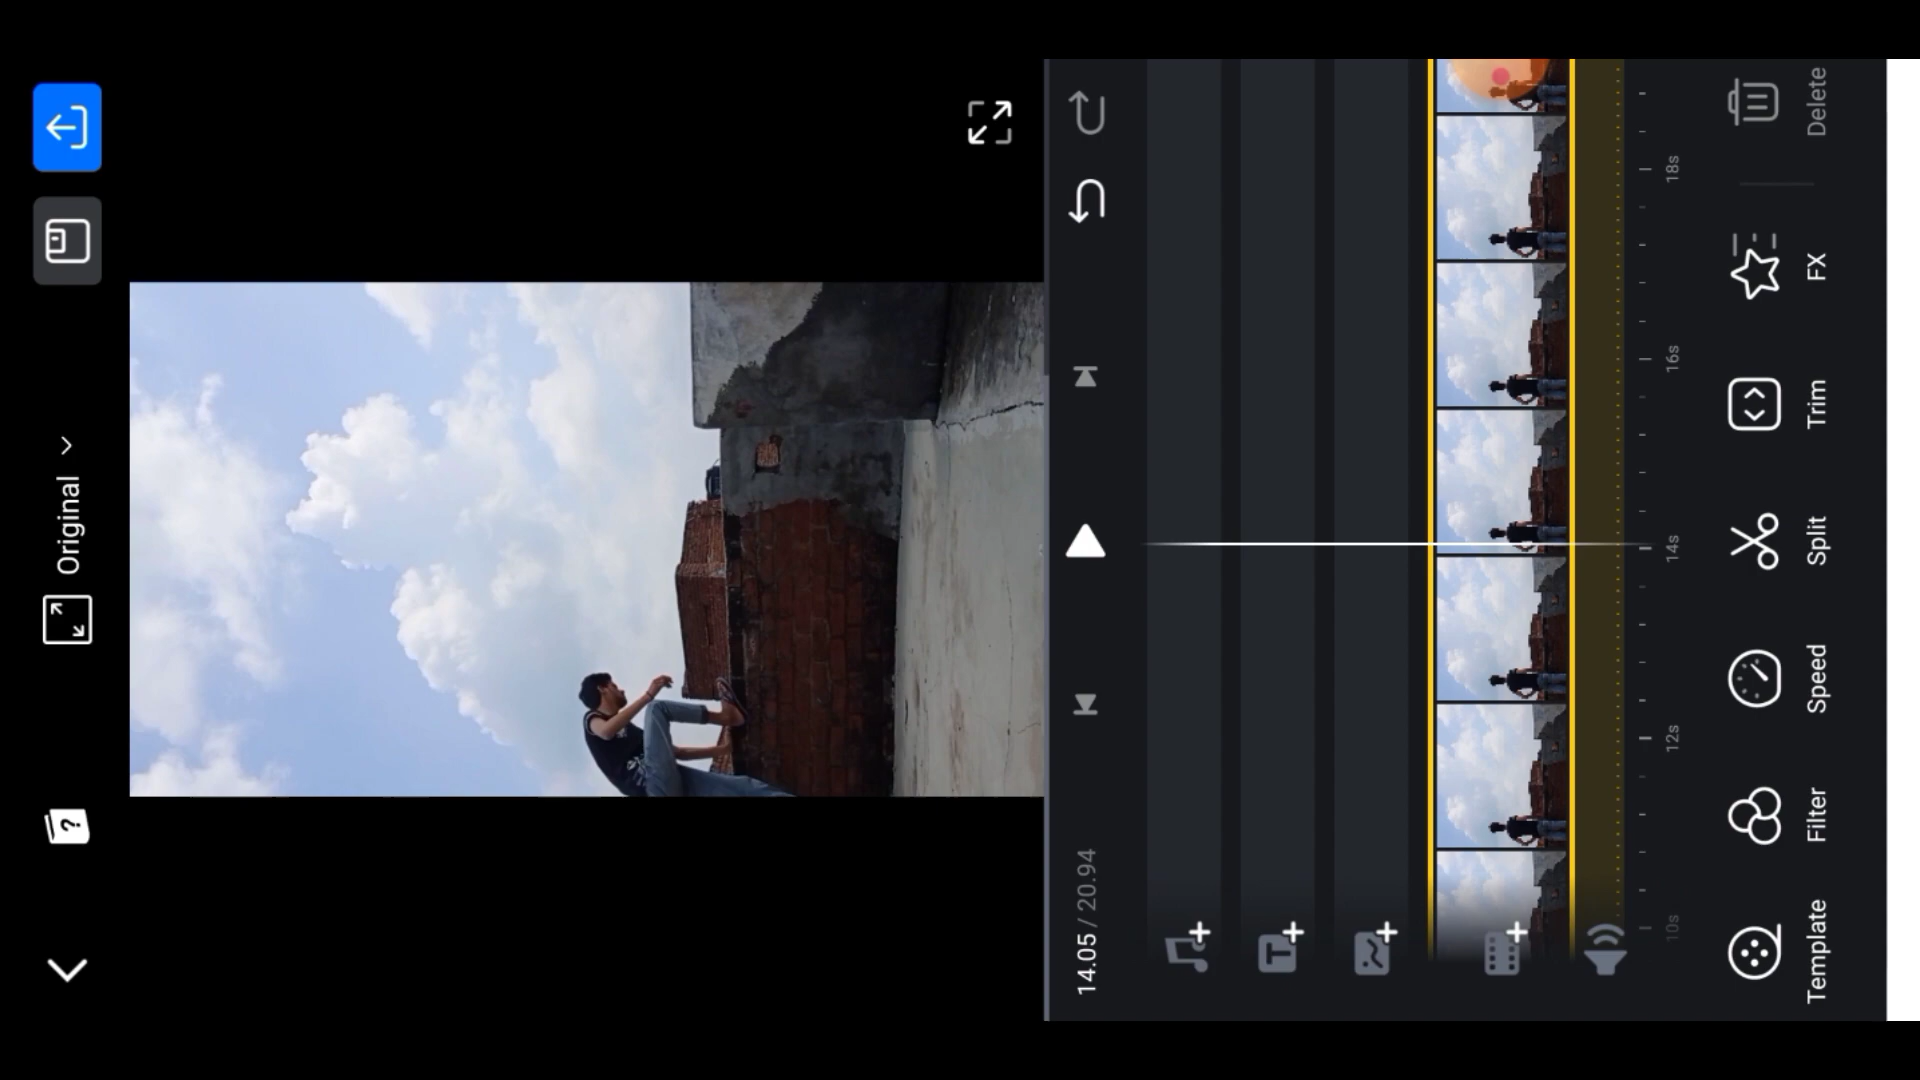 Original
?
14.05 / 20.94
T
10s
12s
14s
16s
18s
Template
Filter
Speed
Split
Trim
FX
Delete